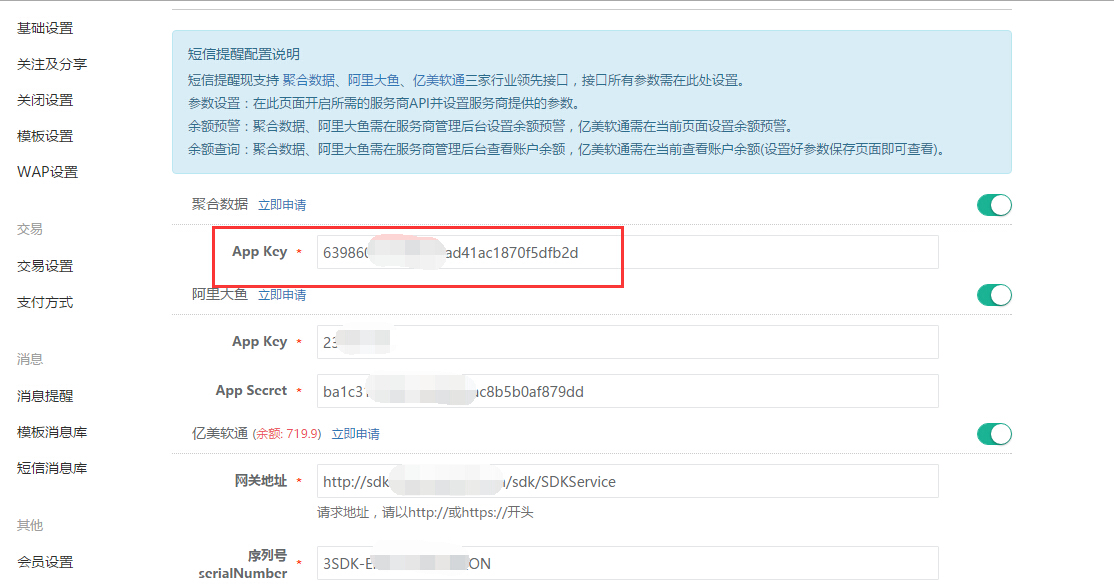 基础设置
关注及分享
关闭设置
模板设置
WAP设置
交易
交易设置
支付方式
消息
消息提醒
模板消息库
短信消息库
其他
会员设置
短信提醒配置说明
短信提醒现支持 聚合数据、阿里大鱼、亿美软通三家行业领先接口，接口所有参数需在此处设置。
参数设置：在此页面开启所需的服务商API并设置服务商提供的参数。
余额预警：聚合数据、阿里大鱼需在服务商管理后台设置余额预警，亿美软通需在当前页面设置余额预警。
余额查询：聚合数据、阿里大鱼需在服务商管理后台查看账户余额，亿美软通需在当前查看账户余额(设置好参数保存页面即可查看)。
聚合数据 立即申请
App Key * 63986 ad41ac1870f5dfb2d
阿里大鱼 立即申请
App Key * 23
App Secret * ba1c3 c8b5b0af879dd
亿美软通 (余额: 719.9) 立即申请
网关地址 * http://sdk /sdk/SDKService
请求地址，请以http://或https://开头
序列号
serialNumber * 3SDK-E ON